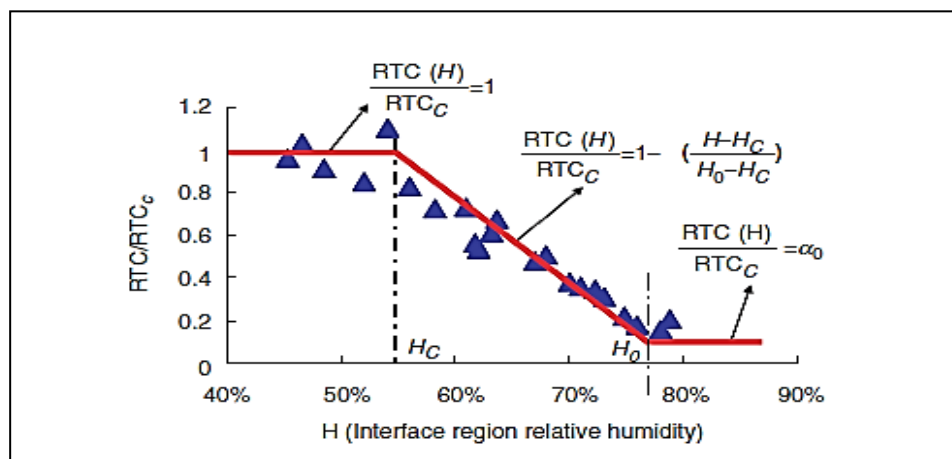 RTC (H)
RTC_C =1
RTC (H)
RTC_C =1– (H–H_C
H_0–H_C)
RTC (H)
RTC_C =α_0
RTC/RTC_c
1.2
1
0.8
0.6
0.4
0.2
0
H_C
H_0
40%
50%
60%
70%
80%
90%
H (Interface region relative humidity)